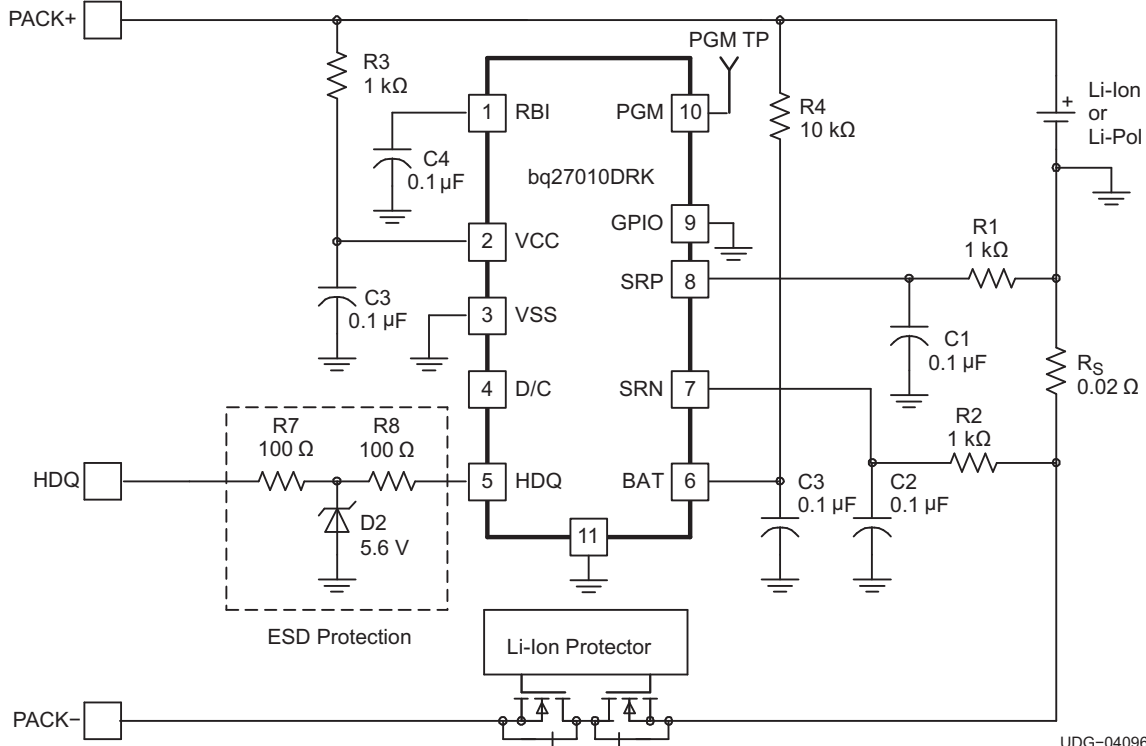 PACK+
R3
1 kΩ
1
RBI
C4
0.1 µF
2
VCC
C3
0.1 µF
3
VSS
4
D/C
5
HDQ
bq27010DRK
PGM TP
PGM
10
GPIO
9
SRP
8
SRN
7
BAT
6
11
R4
10 kΩ
+
Li-Ion
or
Li-Pol
R1
1 kΩ
C1
0.1 µF
RS
0.02 Ω
R2
1 kΩ
C3
0.1 µF
C2
0.1 µF
HDQ
R7
100 Ω
R8
100 Ω
D2
5.6 V
ESD Protection
Li-Ion Protector
PACK−
UDG−04096